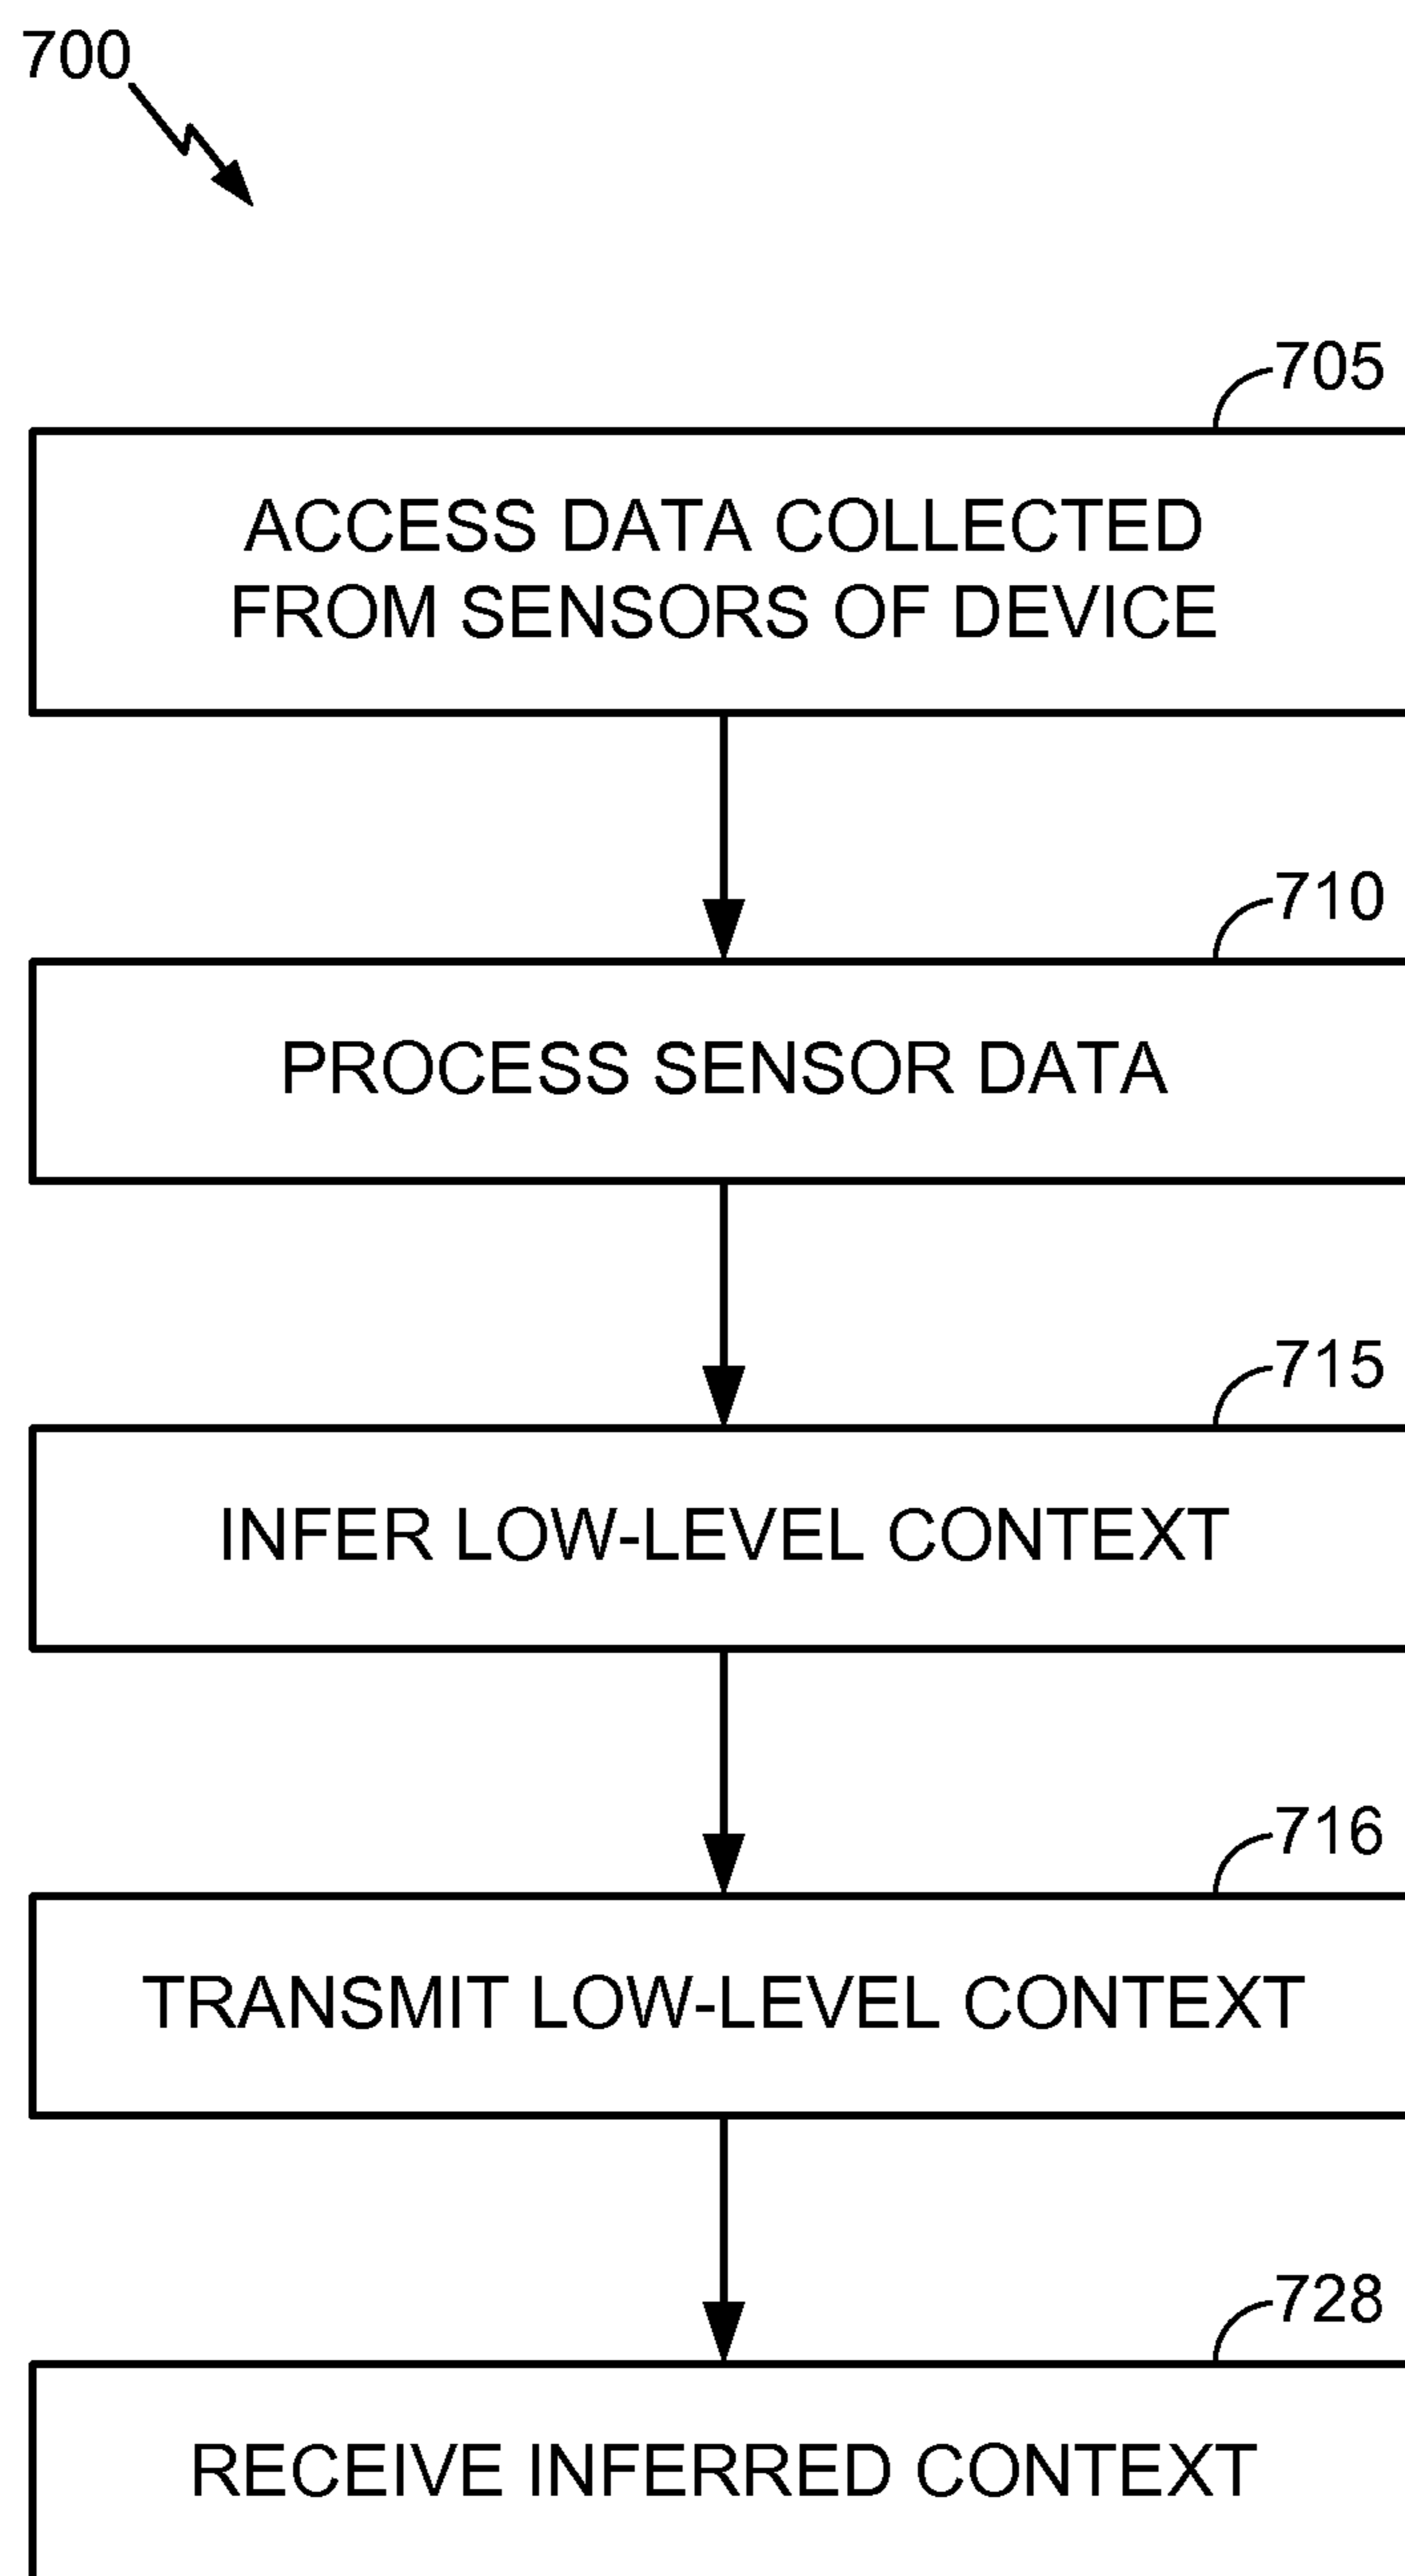 700
705
ACCESS DATA COLLECTED
FROM SENSORS OF DEVICE
710
PROCESS SENSOR DATA
715
INFER LOW-LEVEL CONTEXT
716
TRANSMIT LOW-LEVEL CONTEXT
728
RECEIVE INFERRED CONTEXT